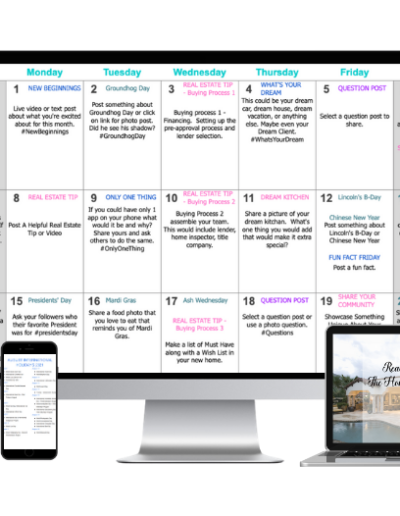 Monday Tuesday Wednesday Thursday Friday
1 NEW BEGINNINGS
Live video or text post
about what you're excited
about for this month.
#NewBeginnings
2 Groundhog Day
Post something about
Groundhog Day or click
on link for photo post.
Did he see his shadow?
#GroundhogDay
3 REAL ESTATE TIP
- Buying Process 1
Buying process 1 -
Financing. Setting up the
pre-approval process and
lender selection.
4 WHAT'S YOUR
DREAM
This could be your dream
car, dream house, dream
vacation, or anything
else. Maybe even your
Dream Client.
#WhatsYourDream
5 QUESTION POST
Select a question post to
share.
8 REAL ESTATE TIP
Post A Helpful Real Estate
Tip or Video
9 ONLY ONE THING
If you could have only 1
app on your phone what
would it be and why?
Share yours and ask
others to do the same.
#OnlyOneThing
10 REAL ESTATE TIP
- Buying Process 2
Buying Process 2
assemble your team.
This would include lender,
home inspector, title
company.
11 DREAM KITCHEN
Share a picture of your
dream kitchen. What's
one thing you would add
that would make it extra
special?
12 Lincoln's B-Day
Chinese New Year
Post something about
Lincoln's B-Day or
Chinese New Year.
FUN FACT FRIDAY
Post a fun fact.
15 Presidents' Day
Ask your followers who
their favorite President
was for #presidentsday
16 Mardi Gras
Share a food photo that
you love to eat that
reminds you of Mardi
Gras.
17 Ash Wednesday
REAL ESTATE TIP -
Buying Process 3
Make a list of Must Have
along with a Wish List in
your new home.
18 QUESTION POST
Select a question post or
use a photo question.
#Questions
19 SHARE YOUR
COMMUNITY
Showcase Something